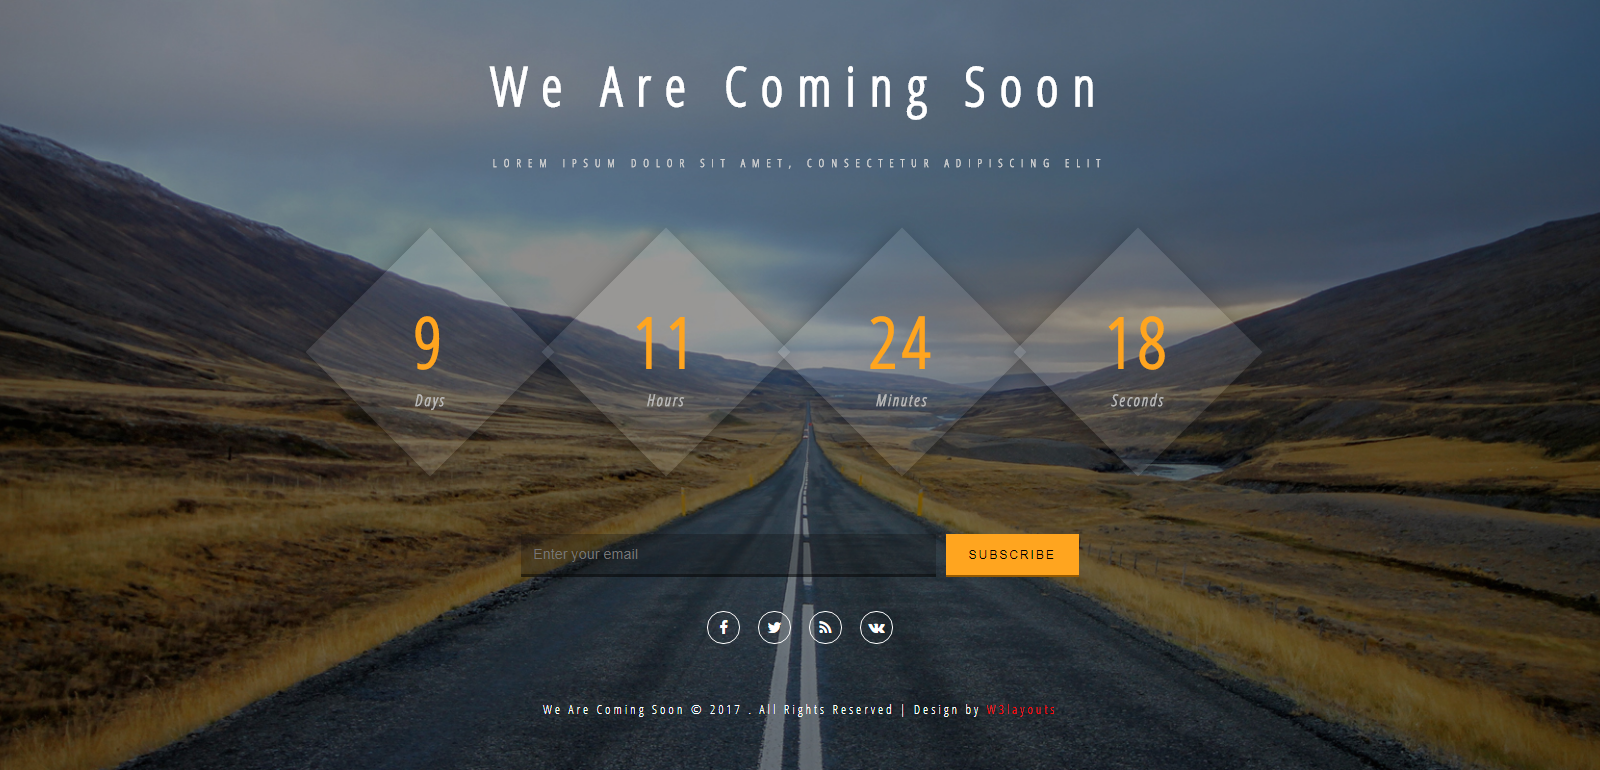 We Are Coming Soon
LOREM IPSUM DOLOR SIT AMET, CONSECTETUR ADIPISCING ELIT
9 11 24 18
Days Hours Minutes Seconds
Enter your email SUBSCRIBE
We Are Coming Soon © 2017 . All Rights Reserved | Design by W3layouts